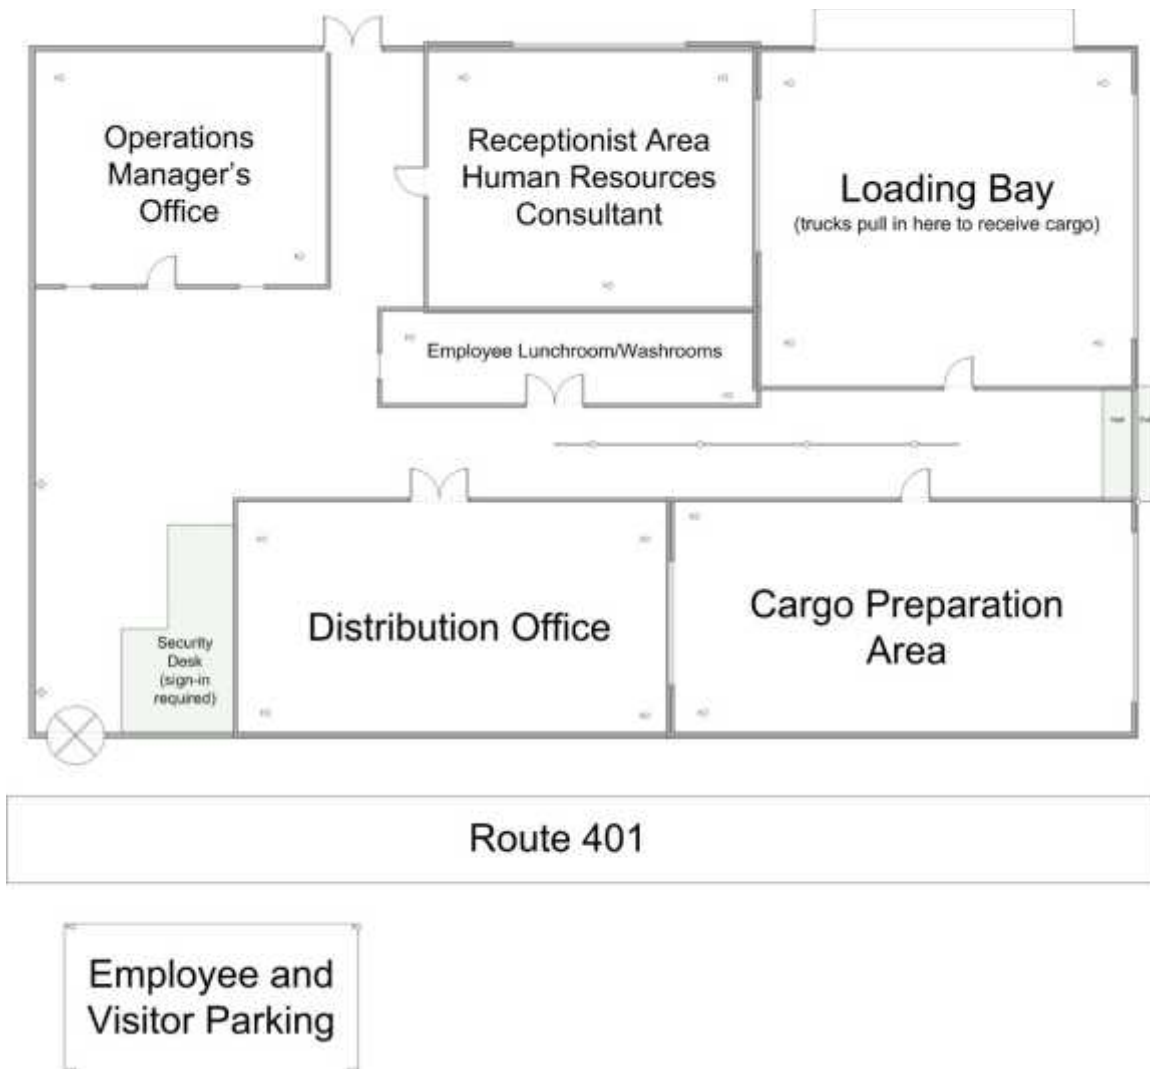 Operations
Manager's
Office
Receptionist Area
Human Resources
Consultant
Loading Bay
(trucks pull in here to receive cargo)
Employee Lunchroom/Washrooms
Security
Desk
(sign-in
required)
Distribution Office
Cargo Preparation
Area
Route 401
Employee and
Visitor Parking